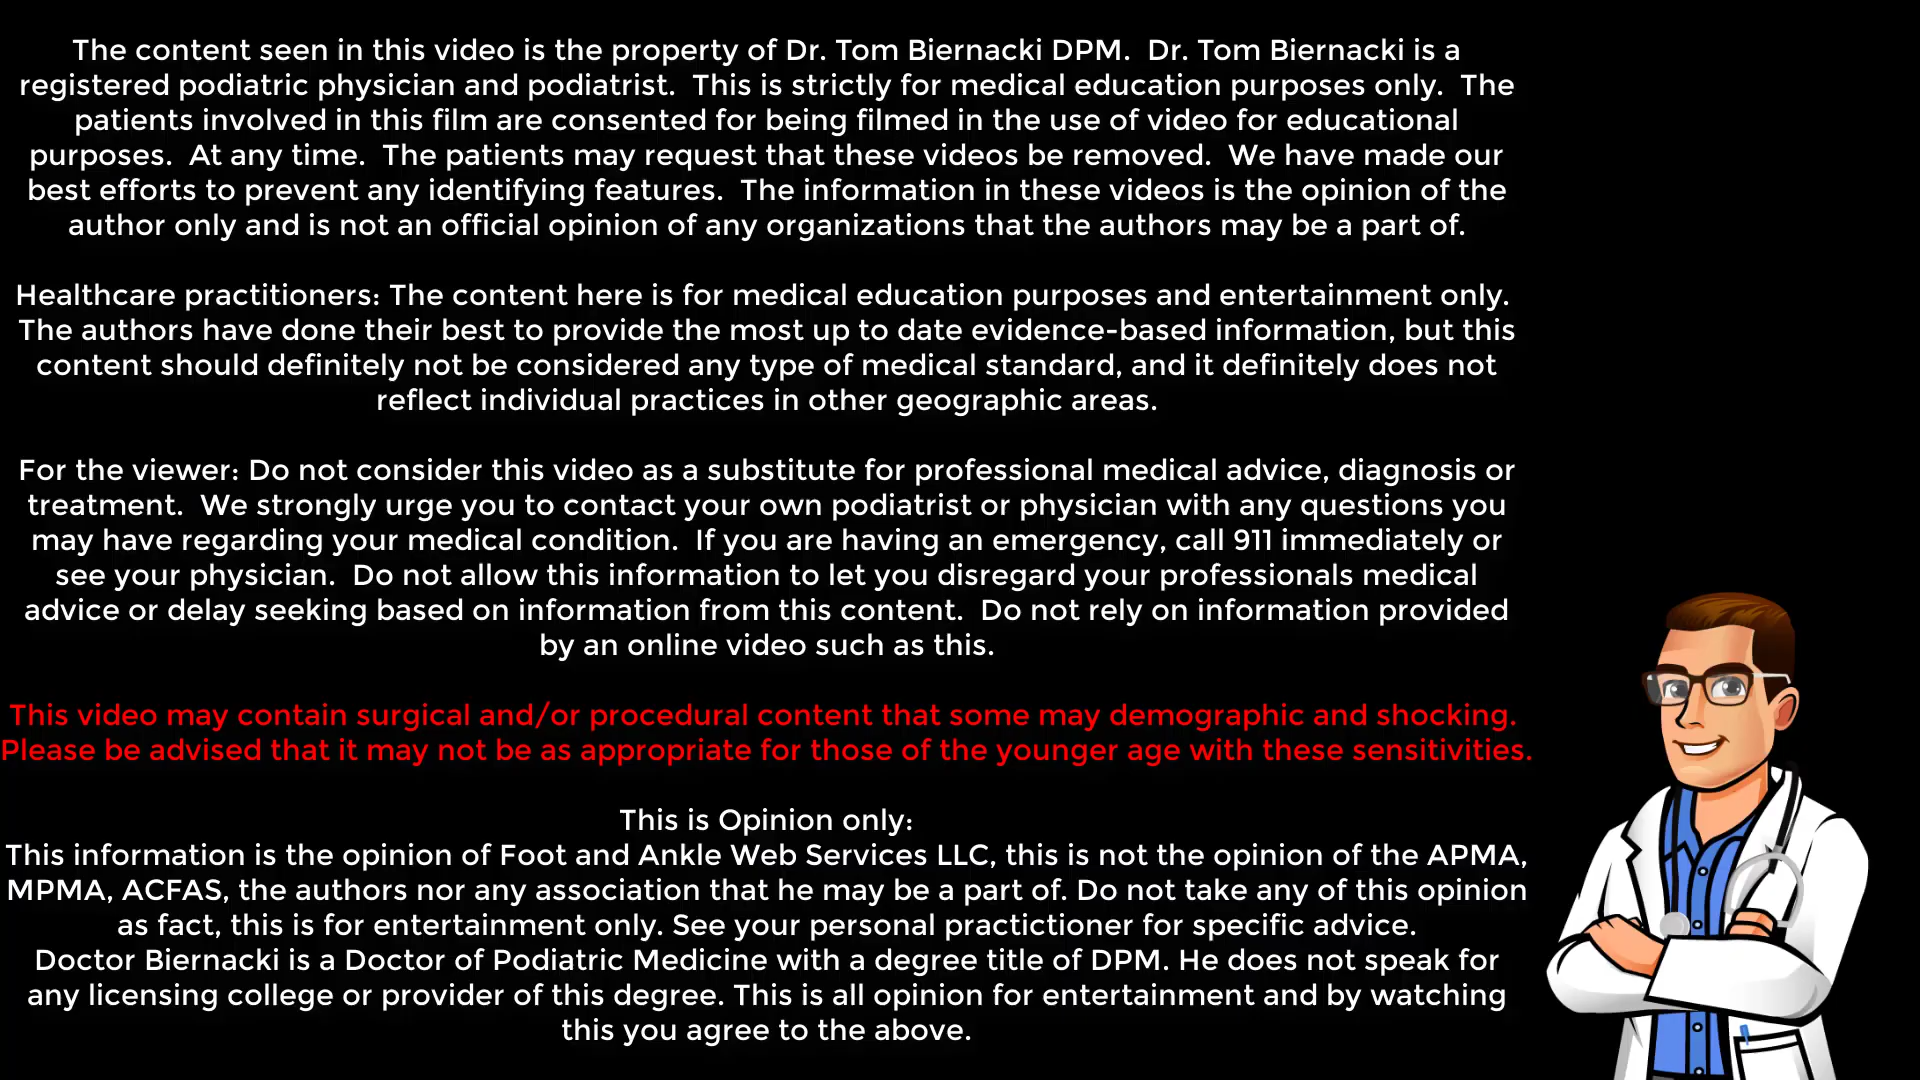 The content seen in this video is the property of Dr. Tom Biernacki DPM.  Dr. Tom Biernacki is a
registered podiatric physician and podiatrist.  This is strictly for medical education purposes only.  The
patients involved in this film are consented for being filmed in the use of video for educational
purposes.  At any time.  The patients may request that these videos be removed.  We have made our
best efforts to prevent any identifying features.  The information in these videos is the opinion of the
author only and is not an official opinion of any organizations that the authors may be a part of.
Healthcare practitioners: The content here is for medical education purposes and entertainment only.
The authors have done their best to provide the most up to date evidence-based information, but this
content should definitely not be considered any type of medical standard, and it definitely does not
reflect individual practices in other geographic areas.
For the viewer: Do not consider this video as a substitute for professional medical advice, diagnosis or
treatment.  We strongly urge you to contact your own podiatrist or physician with any questions you
may have regarding your medical condition.  If you are having an emergency, call 911 immediately or
see your physician.  Do not allow this information to let you disregard your professionals medical
advice or delay seeking based on information from this content.  Do not rely on information provided
by an online video such as this.
This video may contain surgical and/or procedural content that some may demographic and shocking.
Please be advised that it may not be as appropriate for those of the younger age with these sensitivities.
This is Opinion only:
This information is the opinion of Foot and Ankle Web Services LLC, this is not the opinion of the APMA,
MPMA, ACFAS, the authors nor any association that he may be a part of. Do not take any of this opinion
as fact, this is for entertainment only. See your personal practictioner for specific advice.
Doctor Biernacki is a Doctor of Podiatric Medicine with a degree title of DPM. He does not speak for
any licensing college or provider of this degree. This is all opinion for entertainment and by watching
this you agree to the above.